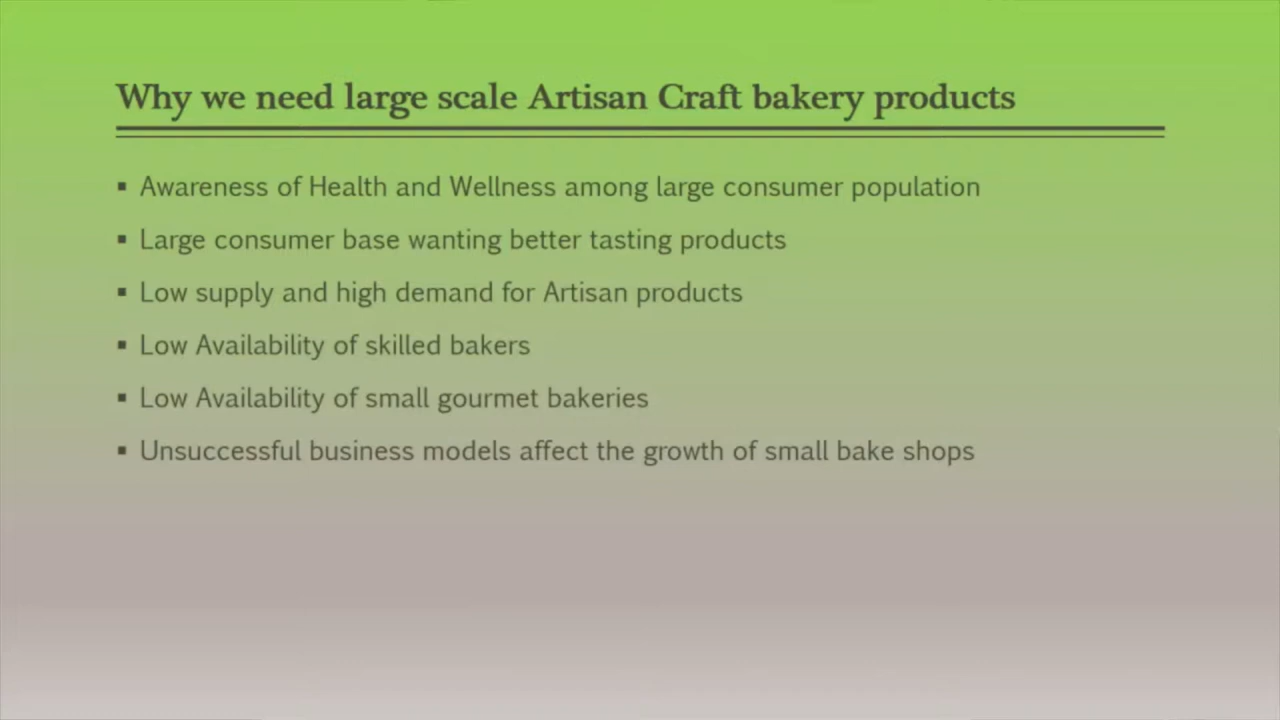 Why we need large scale Artisan Craft bakery products
▪ Awareness of Health and Wellness among large consumer population
▪ Large consumer base wanting better tasting products
▪ Low supply and high demand for Artisan products
▪ Low Availability of skilled bakers
▪ Low Availability of small gourmet bakeries
▪ Unsuccessful business models affect the growth of small bake shops